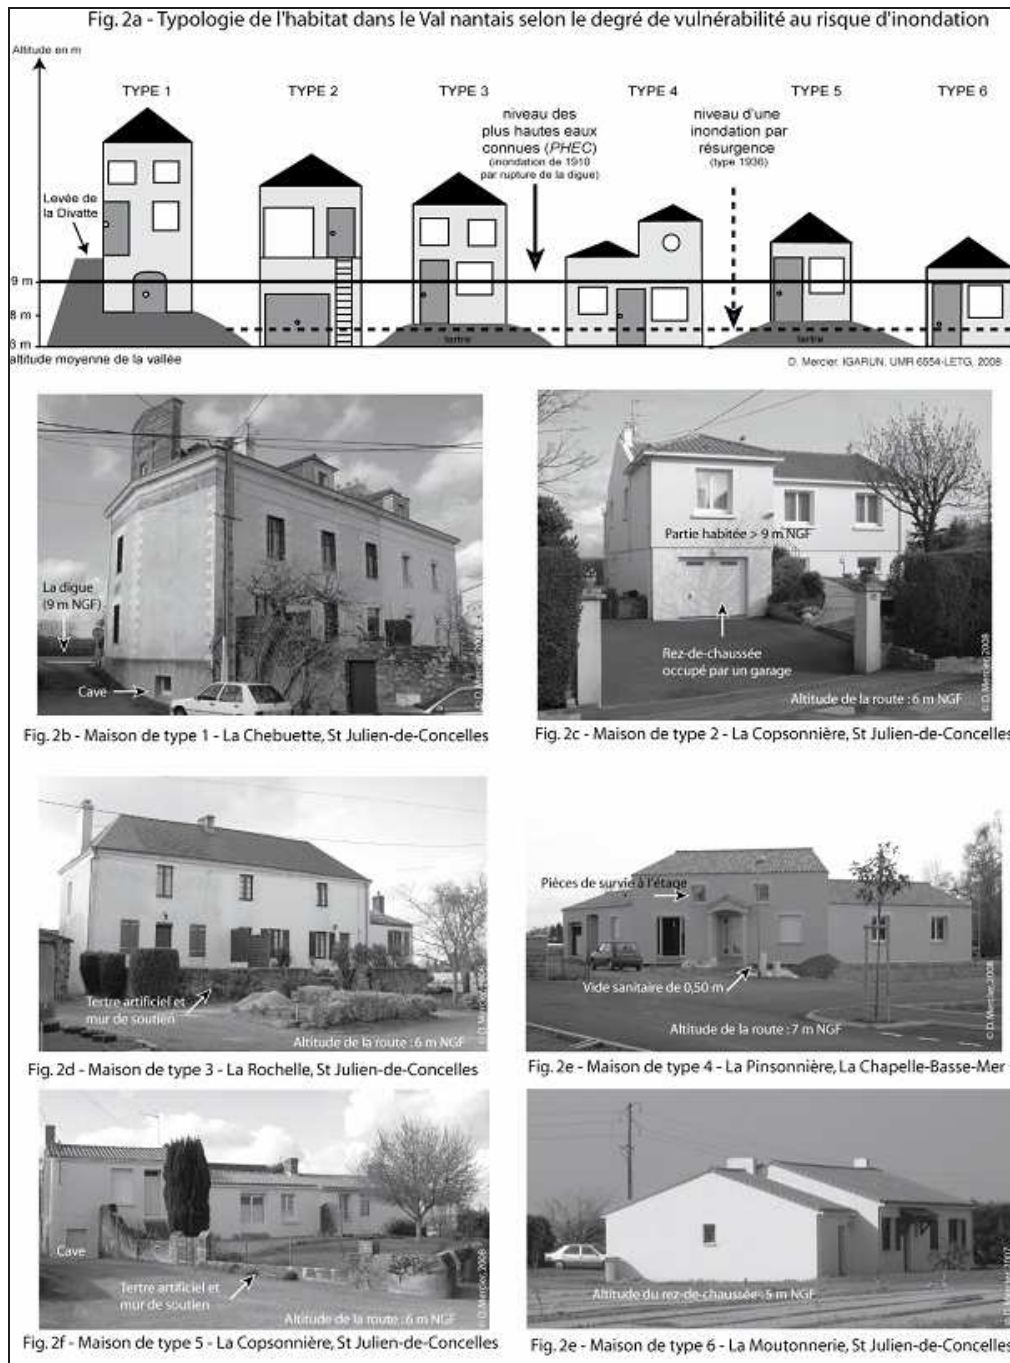 Fig. 2a - Typologie de l'habitat dans le Val nantais selon le degré de vulnérabilité au risque d'inondation
Altitude en m
TYPE 1
TYPE 2
TYPE 3
TYPE 4
TYPE 5
TYPE 6
niveau des
plus hautes eaux
connues (PHEC)
(inondation de 1910
par rupture de la digue)
niveau d'une
inondation par
résurgence
(type 1936)
Levée de
la Divatte
9 m
8 m
3 m
tertre
tertre
altitude moyenne de la vallée
D. Mercier, IGARUN, UMR 6554-LETG, 2008
La digue
(9 m NGF)
Cave
Fig. 2b - Maison de type 1 - La Chebuette, St Julien-de-Concelles
Partie habitée > 9 m NGF
Rez-de-chaussée
occupé par un garage
Altitude de la route : 6 m NGF
© D. Mercier, 2008
Fig. 2c - Maison de type 2 - La Copsonnière, St Julien-de-Concelles
Tertre artificiel et
mur de soutien
Altitude de la route : 6 m NGF
Fig. 2d - Maison de type 3 - La Rochelle, St Julien-de-Concelles
Pièces de survie à l'étage
Vide sanitaire de 0,50 m
Altitude de la route : 7 m NGF
© D. Mercier, 2008
Fig. 2e - Maison de type 4 - La Pinsonnière, La Chapelle-Basse-Mer
Cave
Tertre artificiel et
mur de soutien
Altitude de la route : 6 m NGF
© D. Mercier, 2008
Fig. 2f - Maison de type 5 - La Copsonnière, St Julien-de-Concelles
Altitude du rez-de-chaussée : 5 m NGF
© D. Mercier, 2007
Fig. 2e - Maison de type 6 - La Moutonnerie, St Julien-de-Concelles